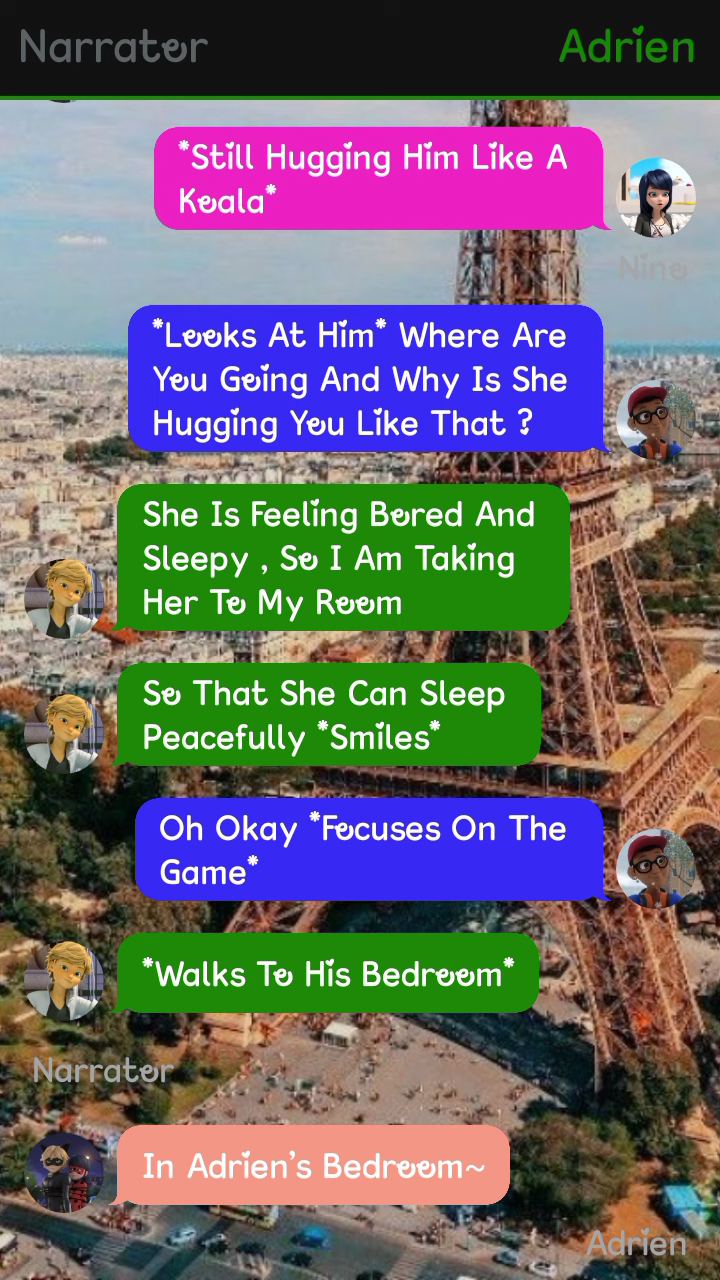 Narrator
Adrien
*Still Hugging Him Like A
Koala*
Nino
*Looks At Him* Where Are
You Going And Why Is She
Hugging You Like That ?
She Is Feeling Bored And
Sleepy , So I Am Taking
Her To My Room
So That She Can Sleep
Peacefully *Smiles*
Oh Okay *Focuses On The
Game*
*Walks To His Bedroom*
Narrator
In Adrien's Bedroom~
Adrien